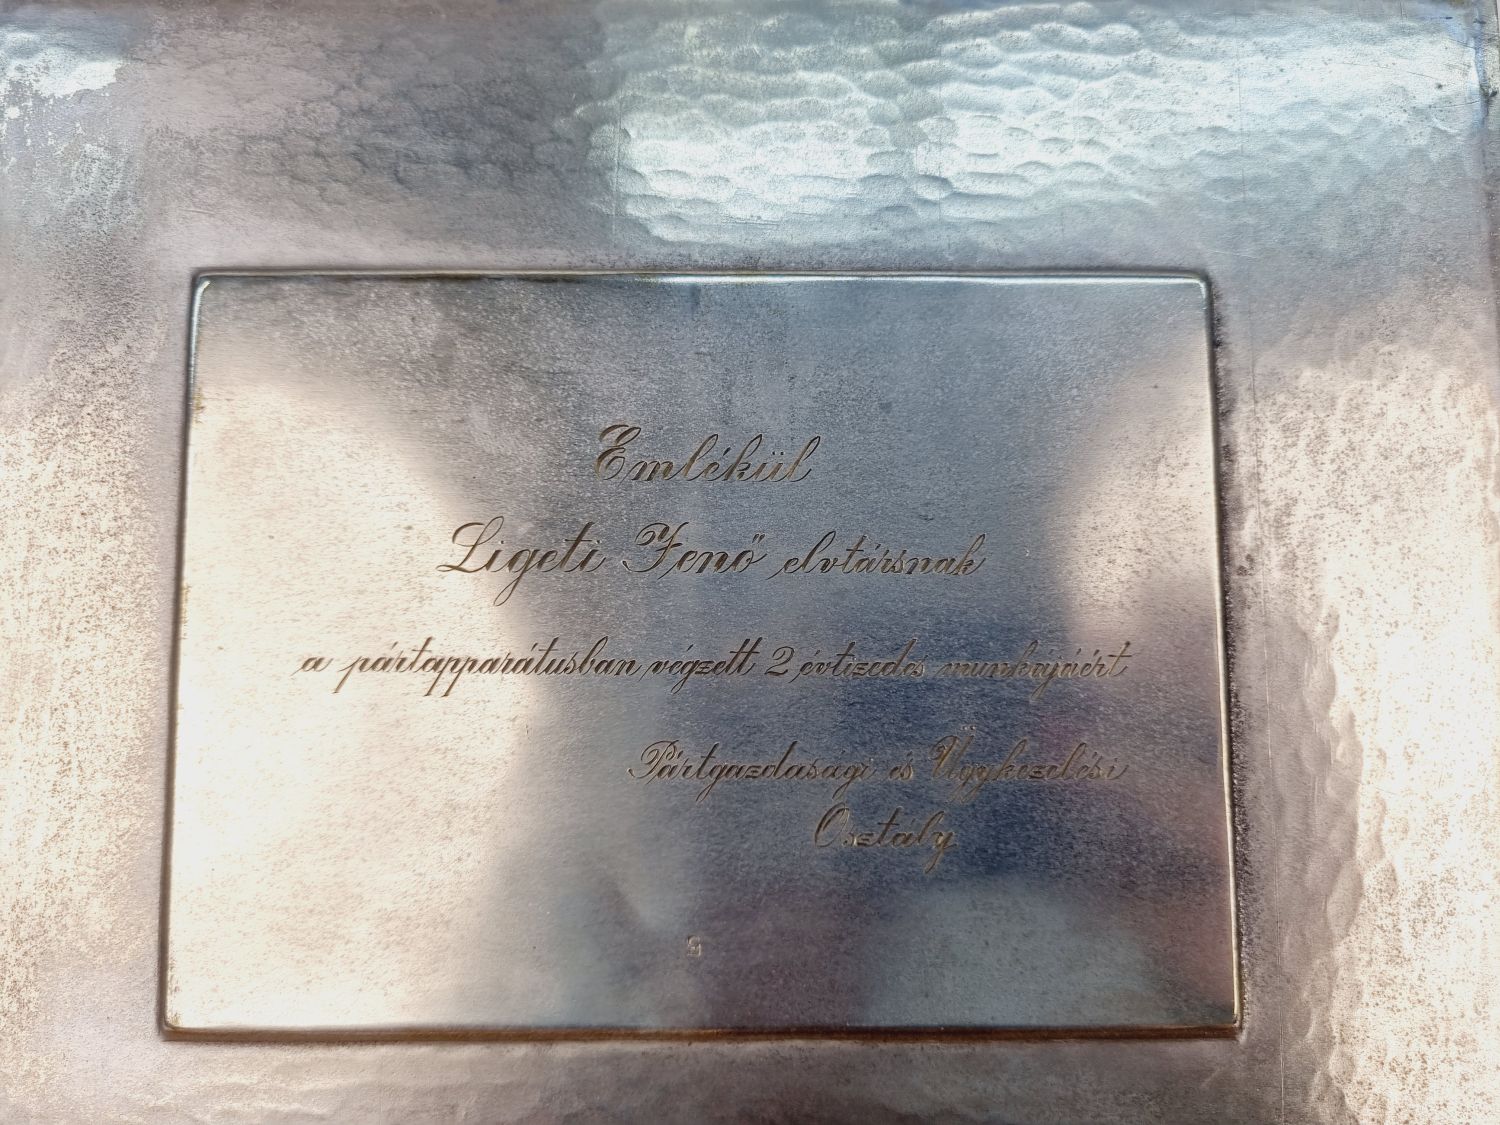 Emlékül
Ligeti Jenő elvtársnak
a pártapparátusban végzett 2 évtizedes munkájáért
Pártgazdasági és Ügykezelési
Osztály